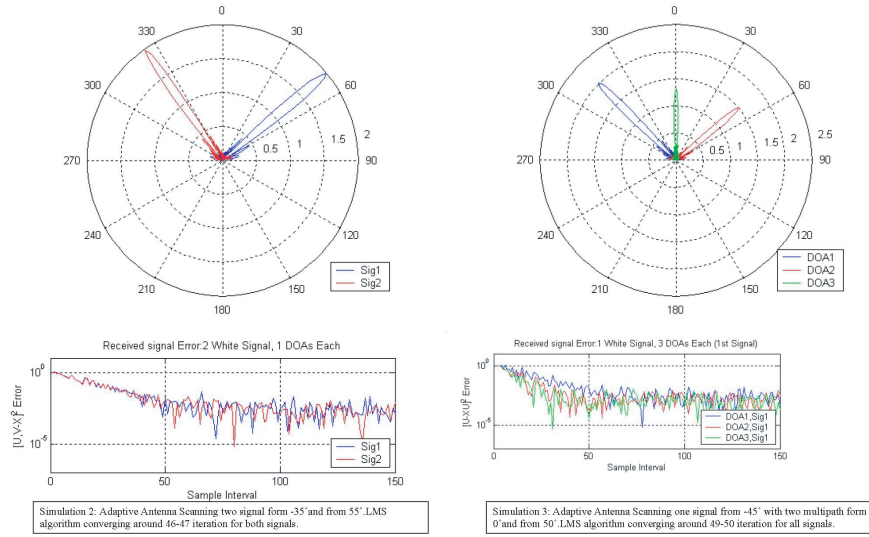 0
330
30
300
60
2
1.5
1
0.5
270
90
240
120
210
150
180
Sig1
Sig2
0
330
30
300
60
2.5
2
1.5
1
0.5
270
90
240
120
210
150
180
DOA1
DOA2
DOA3
Received signal Error:2 White Signal, 1 DOAs Each
[U,V-X]² Error
10⁰
10⁻⁵
0
50
100
150
Sample Interval
Sig1
Sig2
Received signal Error:1 White Signal, 3 DOAs Each (1st Signal)
[U-XU]² Error
10⁰
10⁻⁵
0
50
100
150
Sample Interval
DOA1,Sig1
DOA2,Sig1
DOA3,Sig1
Simulation 2: Adaptive Antenna Scanning two signal form -35˚and from 55˚.LMS
algorithm converging around 46-47 iteration for both signals.
Simulation 3: Adaptive Antenna Scanning one signal from -45˚ with two multipath form
0˚and from 50˚.LMS algorithm converging around 49-50 iteration for all signals.